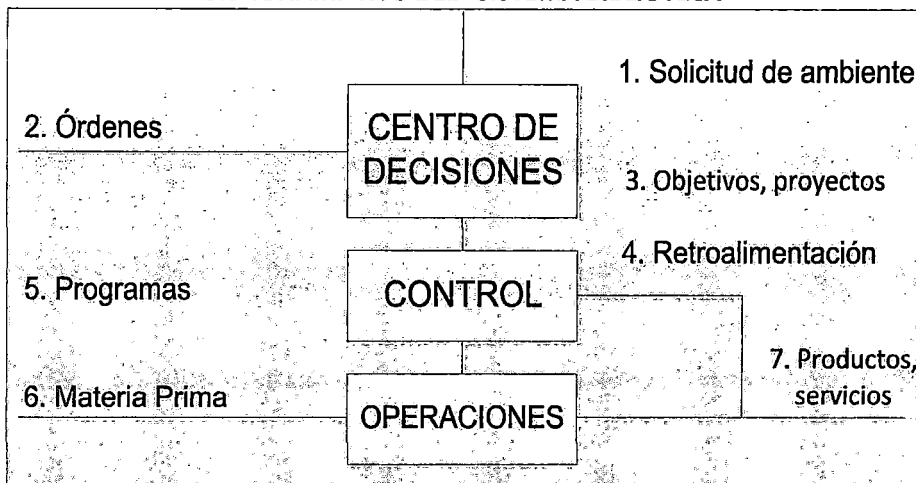 1. Solicitud de ambiente
2. Órdenes
CENTRO DE
DECISIONES
3. Objetivos, proyectos
4. Retroalimentación
5. Programas
CONTROL
7. Productos,
servicios
6. Materia Prima
OPERACIONES